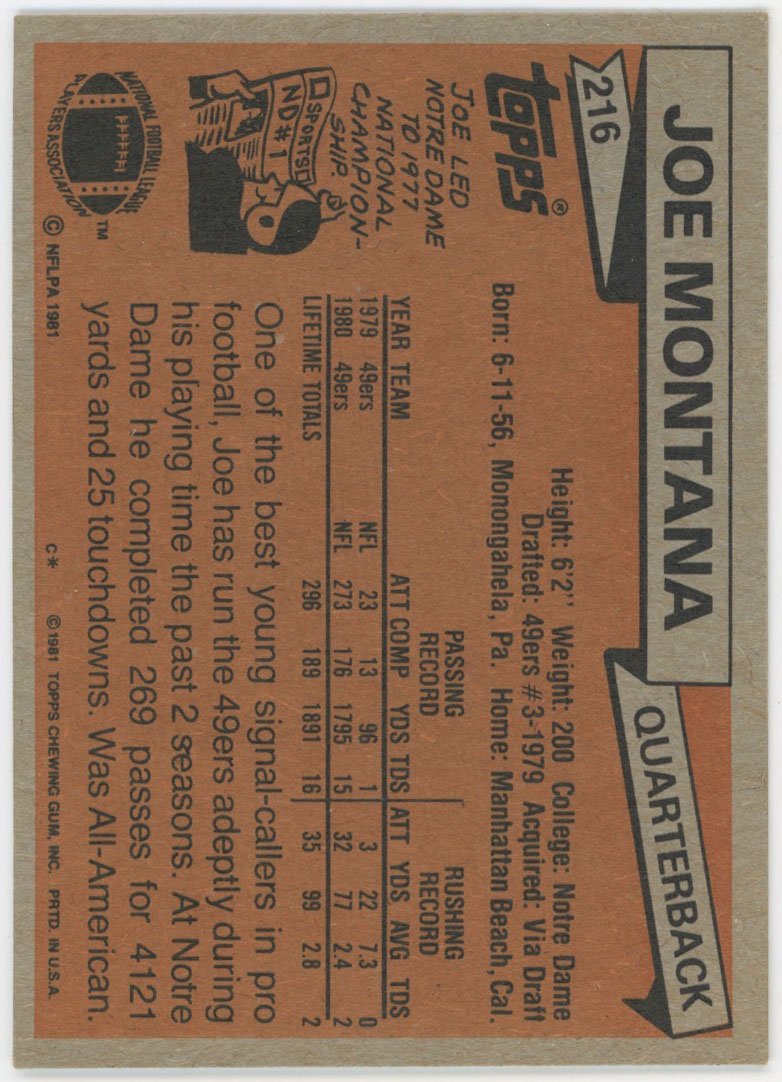 216
JOE MONTANA
QUARTERBACK
topps®
Height: 6'2" Weight: 200 College: Notre Dame
Drafted: 49ers #3-1979 Acquired: Via Draft
Born: 6-11-56, Monongahela, Pa. Home: Manhattan Beach, Cal.
JOE LED
NOTRE DAME
TO 1977
NATIONAL
CHAMPION-
SHIP.
SPORTS
ND #1
PASSING RUSHING
RECORD RECORD
YEAR TEAM ATT COMP YDS TDS ATT YDS AVG TDS
1979 49ers NFL 23 13 96 1 3 22 7.3 0
1980 49ers NFL 273 176 1795 15 32 77 2.4 2
LIFETIME TOTALS 296 189 1891 16 35 99 2.8 2
One of the best young signal-callers in pro
football, Joe has run the 49ers adeptly during
his playing time the past 2 seasons. At Notre
Dame he completed 269 passes for 4121
yards and 25 touchdowns. Was All-American.
NATIONAL FOOTBALL LEAGUE
PLAYERS ASSOCIATION
™
© NFLPA 1981
C* ©1981 TOPPS CHEWING GUM, INC. PRTD. IN U.S.A.